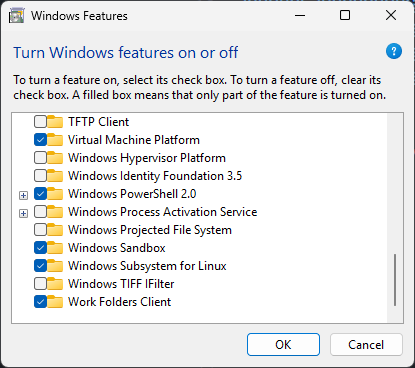 Windows Features
Turn Windows features on or off
To turn a feature on, select its check box. To turn a feature off, clear its
check box. A filled box means that only part of the feature is turned on.
TFTP Client
Virtual Machine Platform
Windows Hypervisor Platform
Windows Identity Foundation 3.5
Windows PowerShell 2.0
Windows Process Activation Service
Windows Projected File System
Windows Sandbox
Windows Subsystem for Linux
Windows TIFF IFilter
Work Folders Client
OK
Cancel